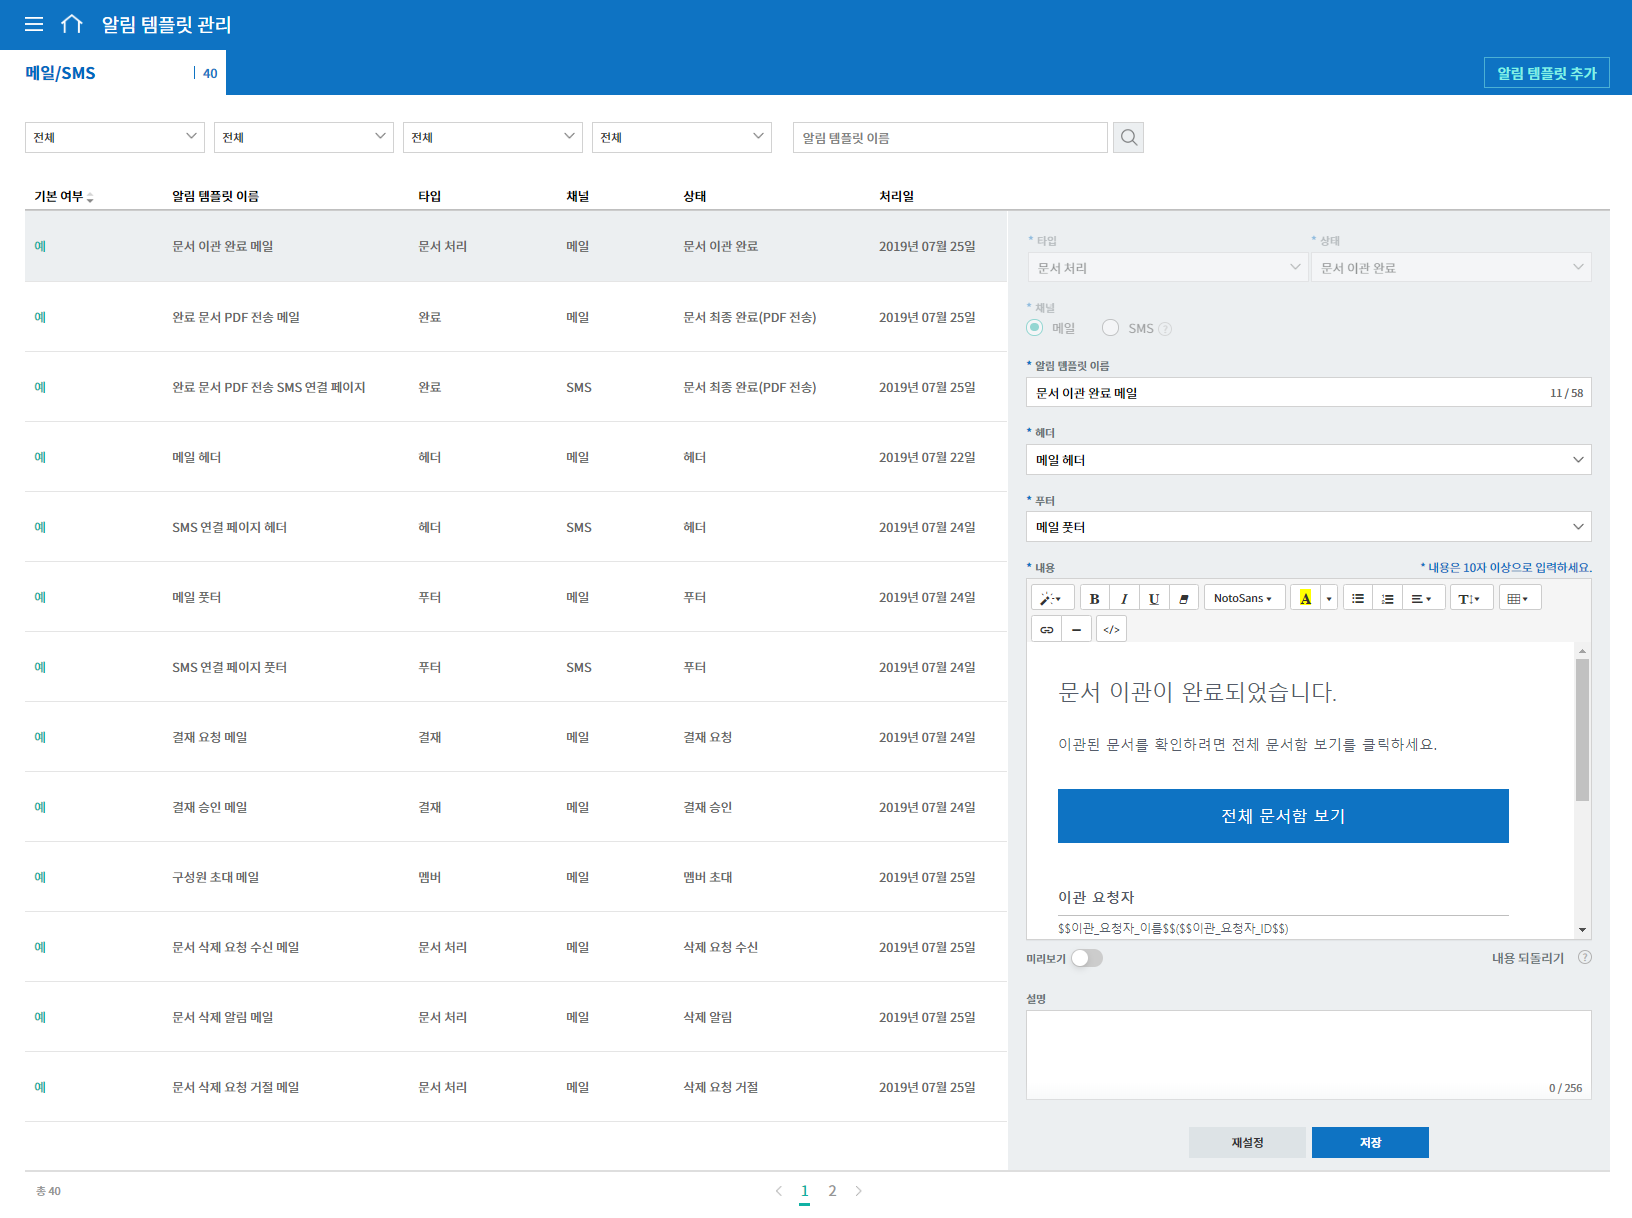 알림 템플릿 관리
메일/SMS | 40
알림 템플릿 추가
전체 전체 전체 전체 알림 템플릿 이름
기본 여부 알림 템플릿 이름 타입 채널 상태 처리일
예 문서 이관 완료 메일 문서 처리 메일 문서 이관 완료 2019년 07월 25일
예 완료 문서 PDF 전송 메일 완료 메일 문서 최종 완료(PDF 전송) 2019년 07월 25일
예 완료 문서 PDF 전송 SMS 연결 페이지 완료 SMS 문서 최종 완료(PDF 전송) 2019년 07월 25일
예 메일 헤더 헤더 메일 헤더 2019년 07월 22일
예 SMS 연결 페이지 헤더 헤더 SMS 헤더 2019년 07월 24일
예 메일 풋터 푸터 메일 푸터 2019년 07월 24일
예 SMS 연결 페이지 풋터 푸터 SMS 푸터 2019년 07월 24일
예 결재 요청 메일 결재 메일 결재 요청 2019년 07월 24일
예 결재 승인 메일 결재 메일 결재 승인 2019년 07월 24일
예 구성원 초대 메일 멤버 메일 멤버 초대 2019년 07월 25일
예 문서 삭제 요청 수신 메일 문서 처리 메일 삭제 요청 수신 2019년 07월 25일
예 문서 삭제 알림 메일 문서 처리 메일 삭제 알림 2019년 07월 25일
예 문서 삭제 요청 거절 메일 문서 처리 메일 삭제 요청 거절 2019년 07월 25일
* 타입 * 상태
문서 처리 문서 이관 완료
* 채널
메일 SMS ?
* 알림 템플릿 이름
문서 이관 완료 메일 11 / 58
* 헤더
메일 헤더
* 푸터
메일 풋터
* 내용 * 내용은 10자 이상으로 입력하세요.
B I U NotoSans A T
</>
문서 이관이 완료되었습니다.
이관된 문서를 확인하려면 전체 문서함 보기를 클릭하세요.
전체 문서함 보기
이관 요청자
$$이관_요청자_이름$$($$이관_요청자_ID$$)
미리보기 내용 되돌리기 ?
설명
0 / 256
재설정 저장
총 40 < 1 2 >